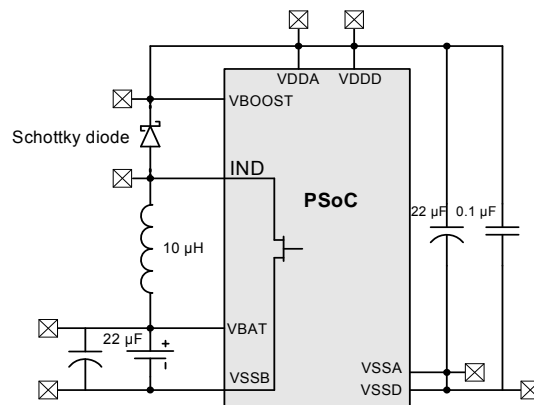 VDDA
VDDD
VBOOST
Schottky diode
IND
PSoC
22 µF
0.1 µF
10 µH
VBAT
22 µF
+
-
VSSB
VSSA
VSSD